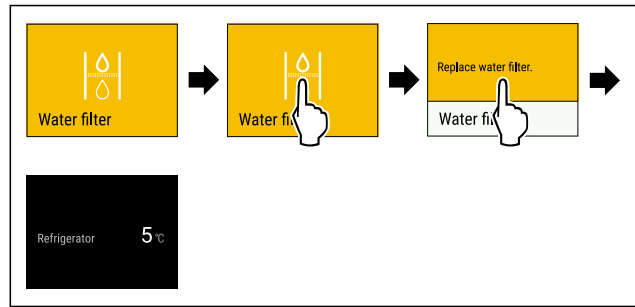 Water filter
Water fi
Replace water filter.
Water fi
Refrigerator 5 °C